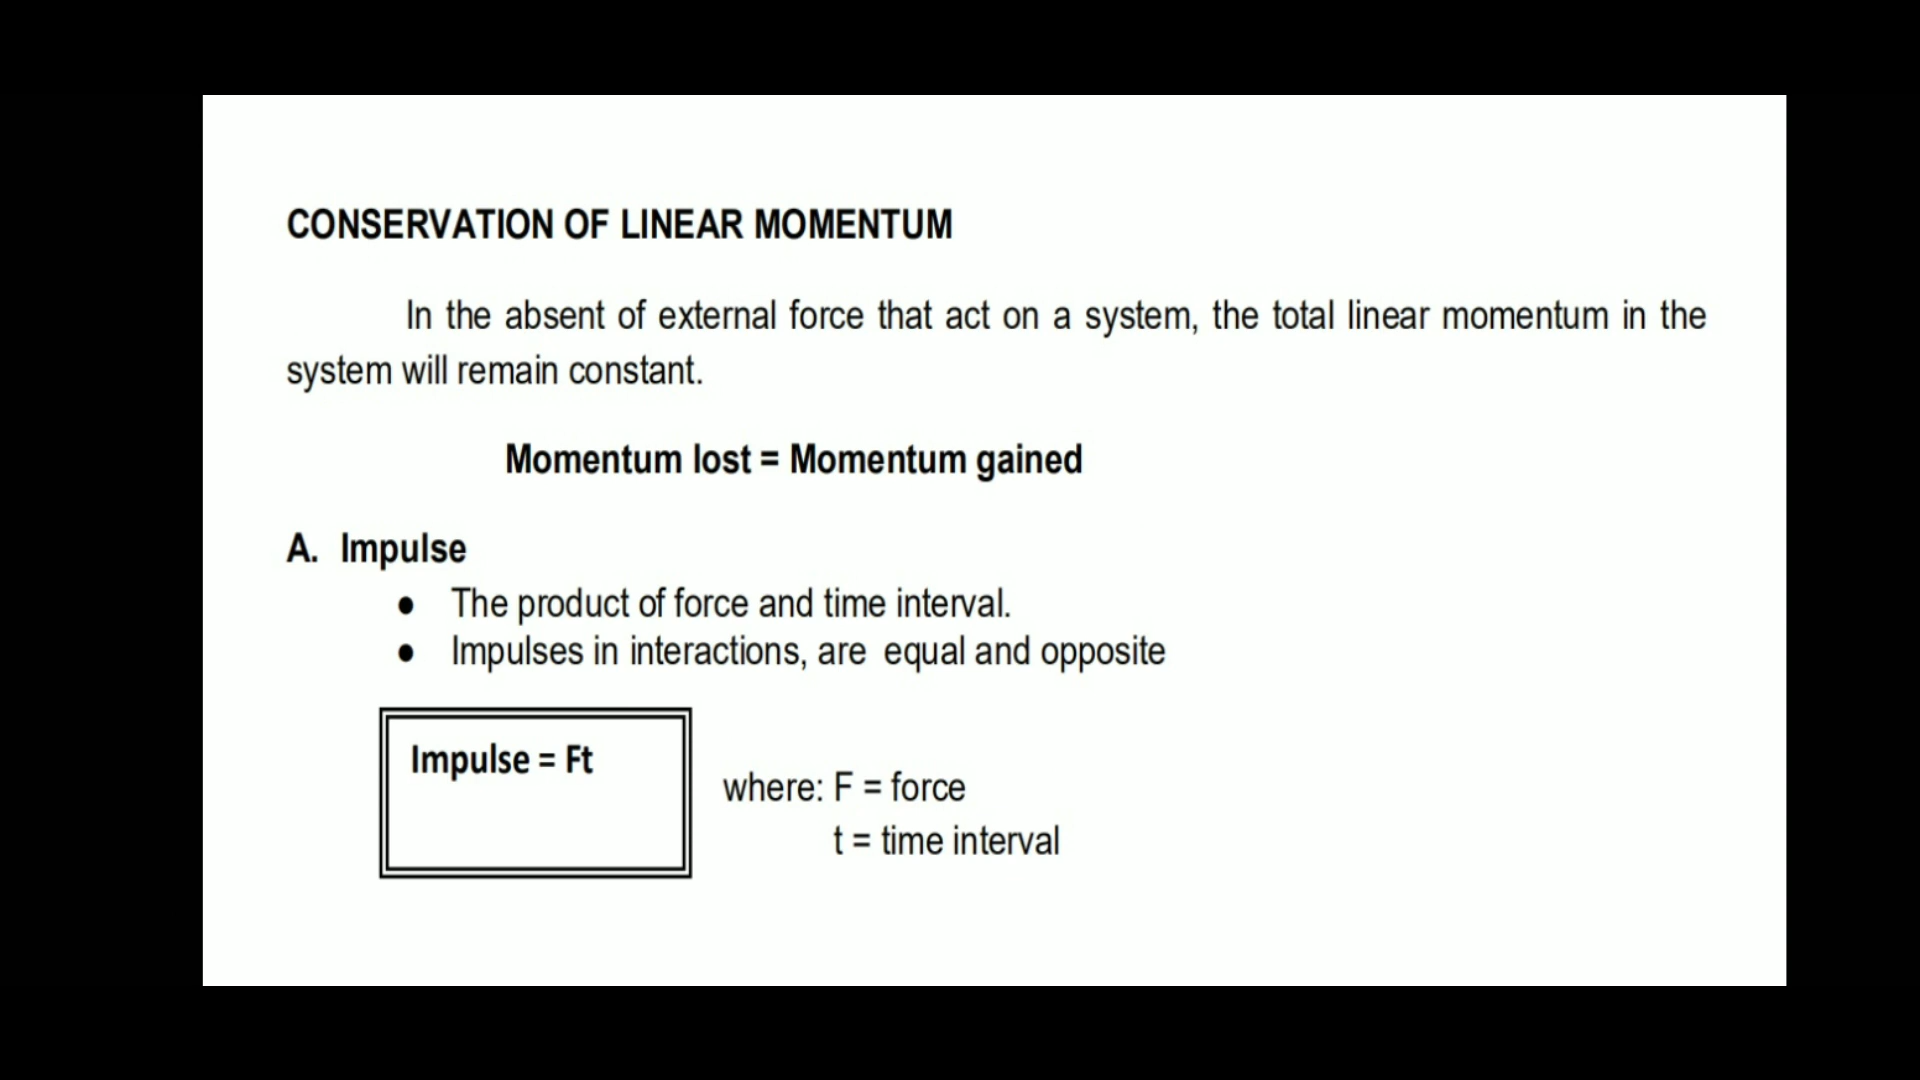 CONSERVATION OF LINEAR MOMENTUM
In the absent of external force that act on a system, the total linear momentum in the
system will remain constant.
Momentum lost = Momentum gained
A. Impulse
● The product of force and time interval.
● Impulses in interactions, are equal and opposite
Impulse = Ft
where: F = force
t = time interval